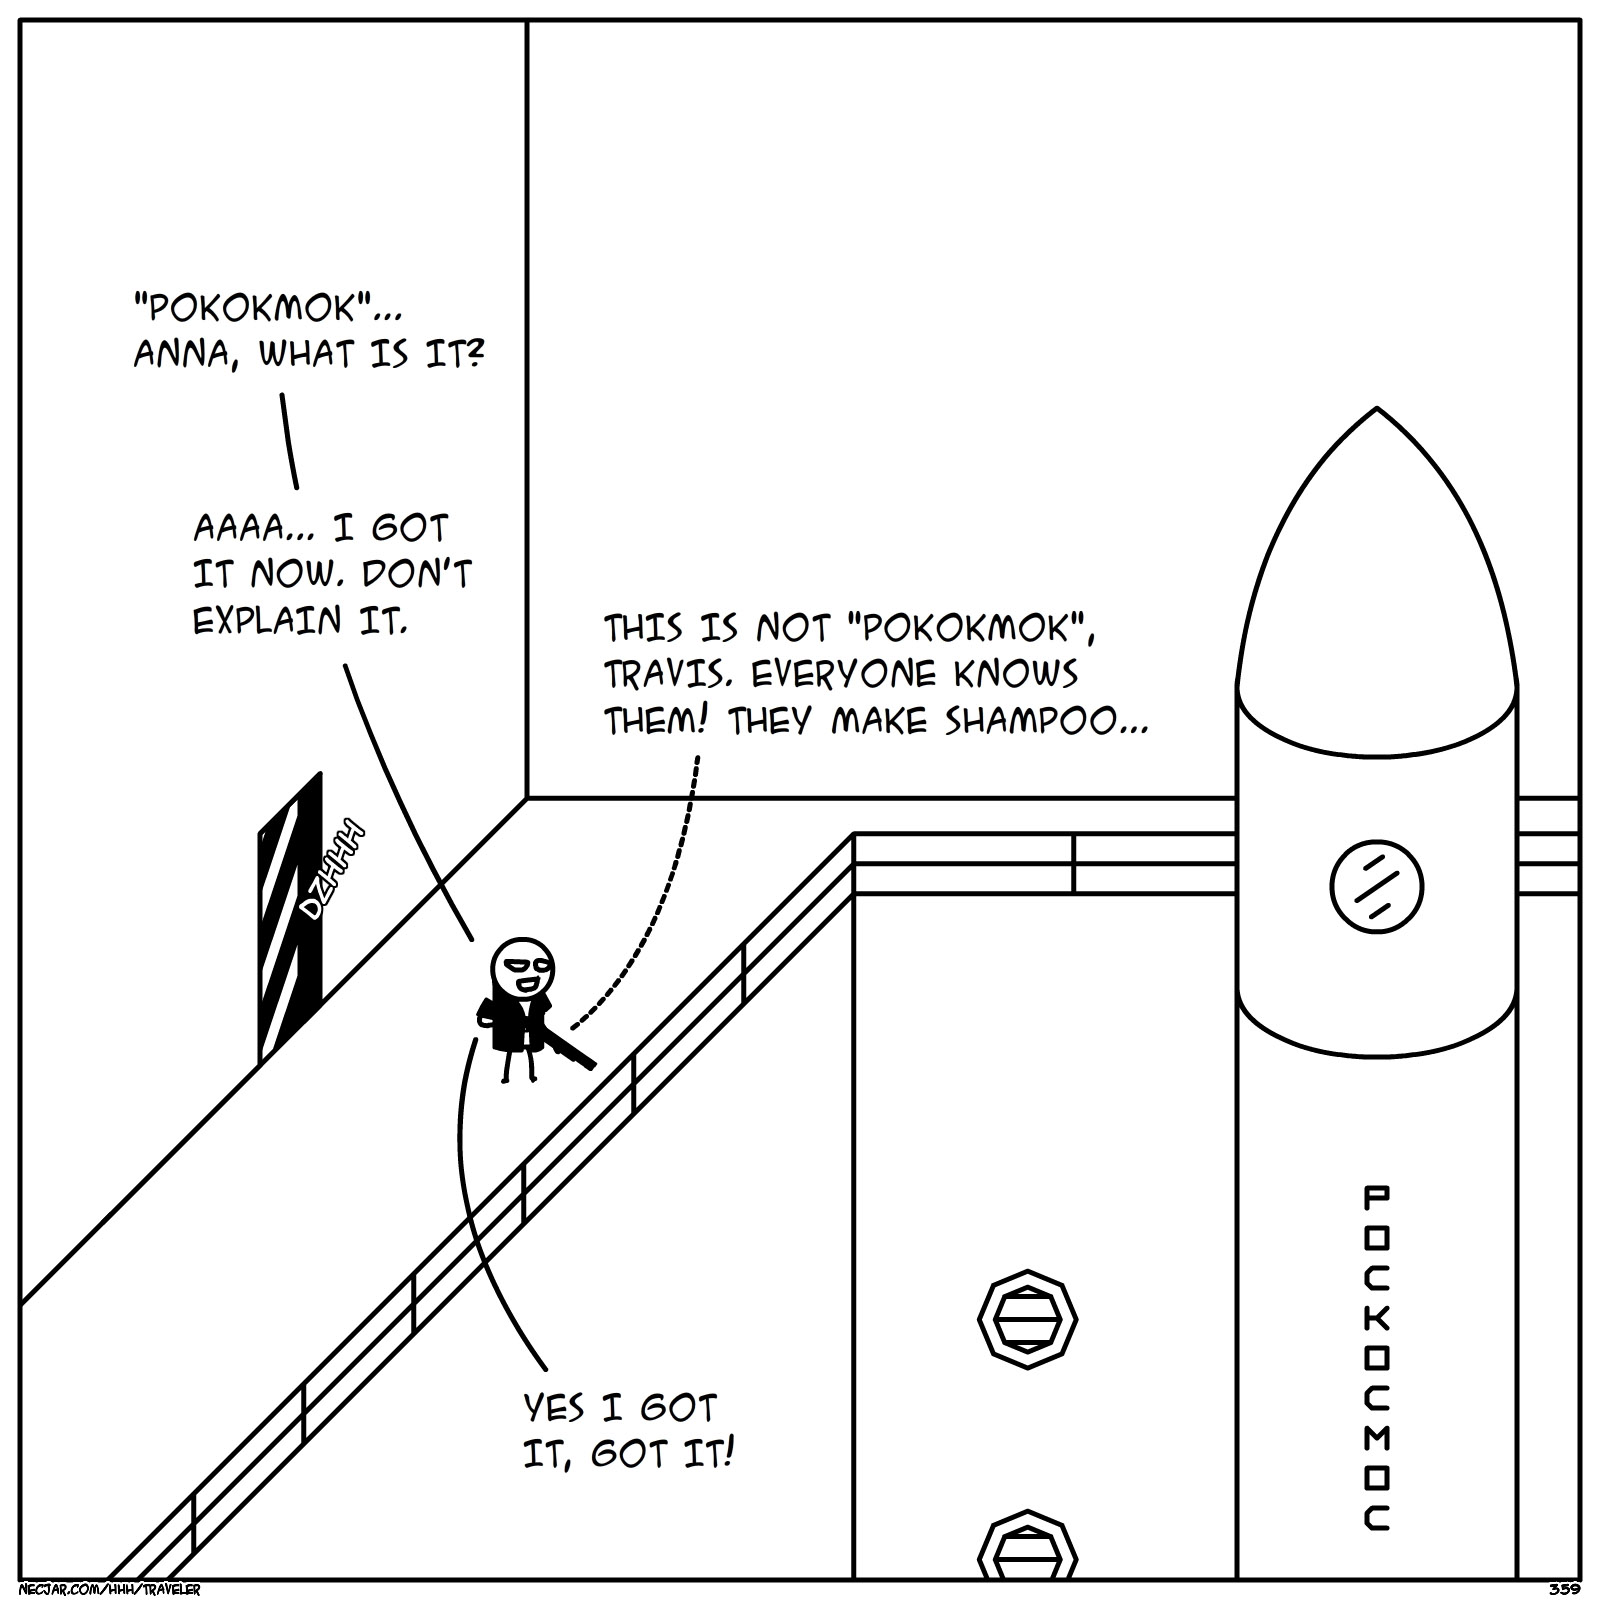 "POKOKMOK"...
ANNA, WHAT IS IT?
AAAA... I GOT
IT NOW. DON'T
EXPLAIN IT.
THIS IS NOT "POKOKMOK",
TRAVIS. EVERYONE KNOWS
THEM! THEY MAKE SHAMPOO...
DZHHH
YES I GOT
IT, GOT IT!
РОСКОСМОС
NECJAR.COM/HHH/TRAVELER
359